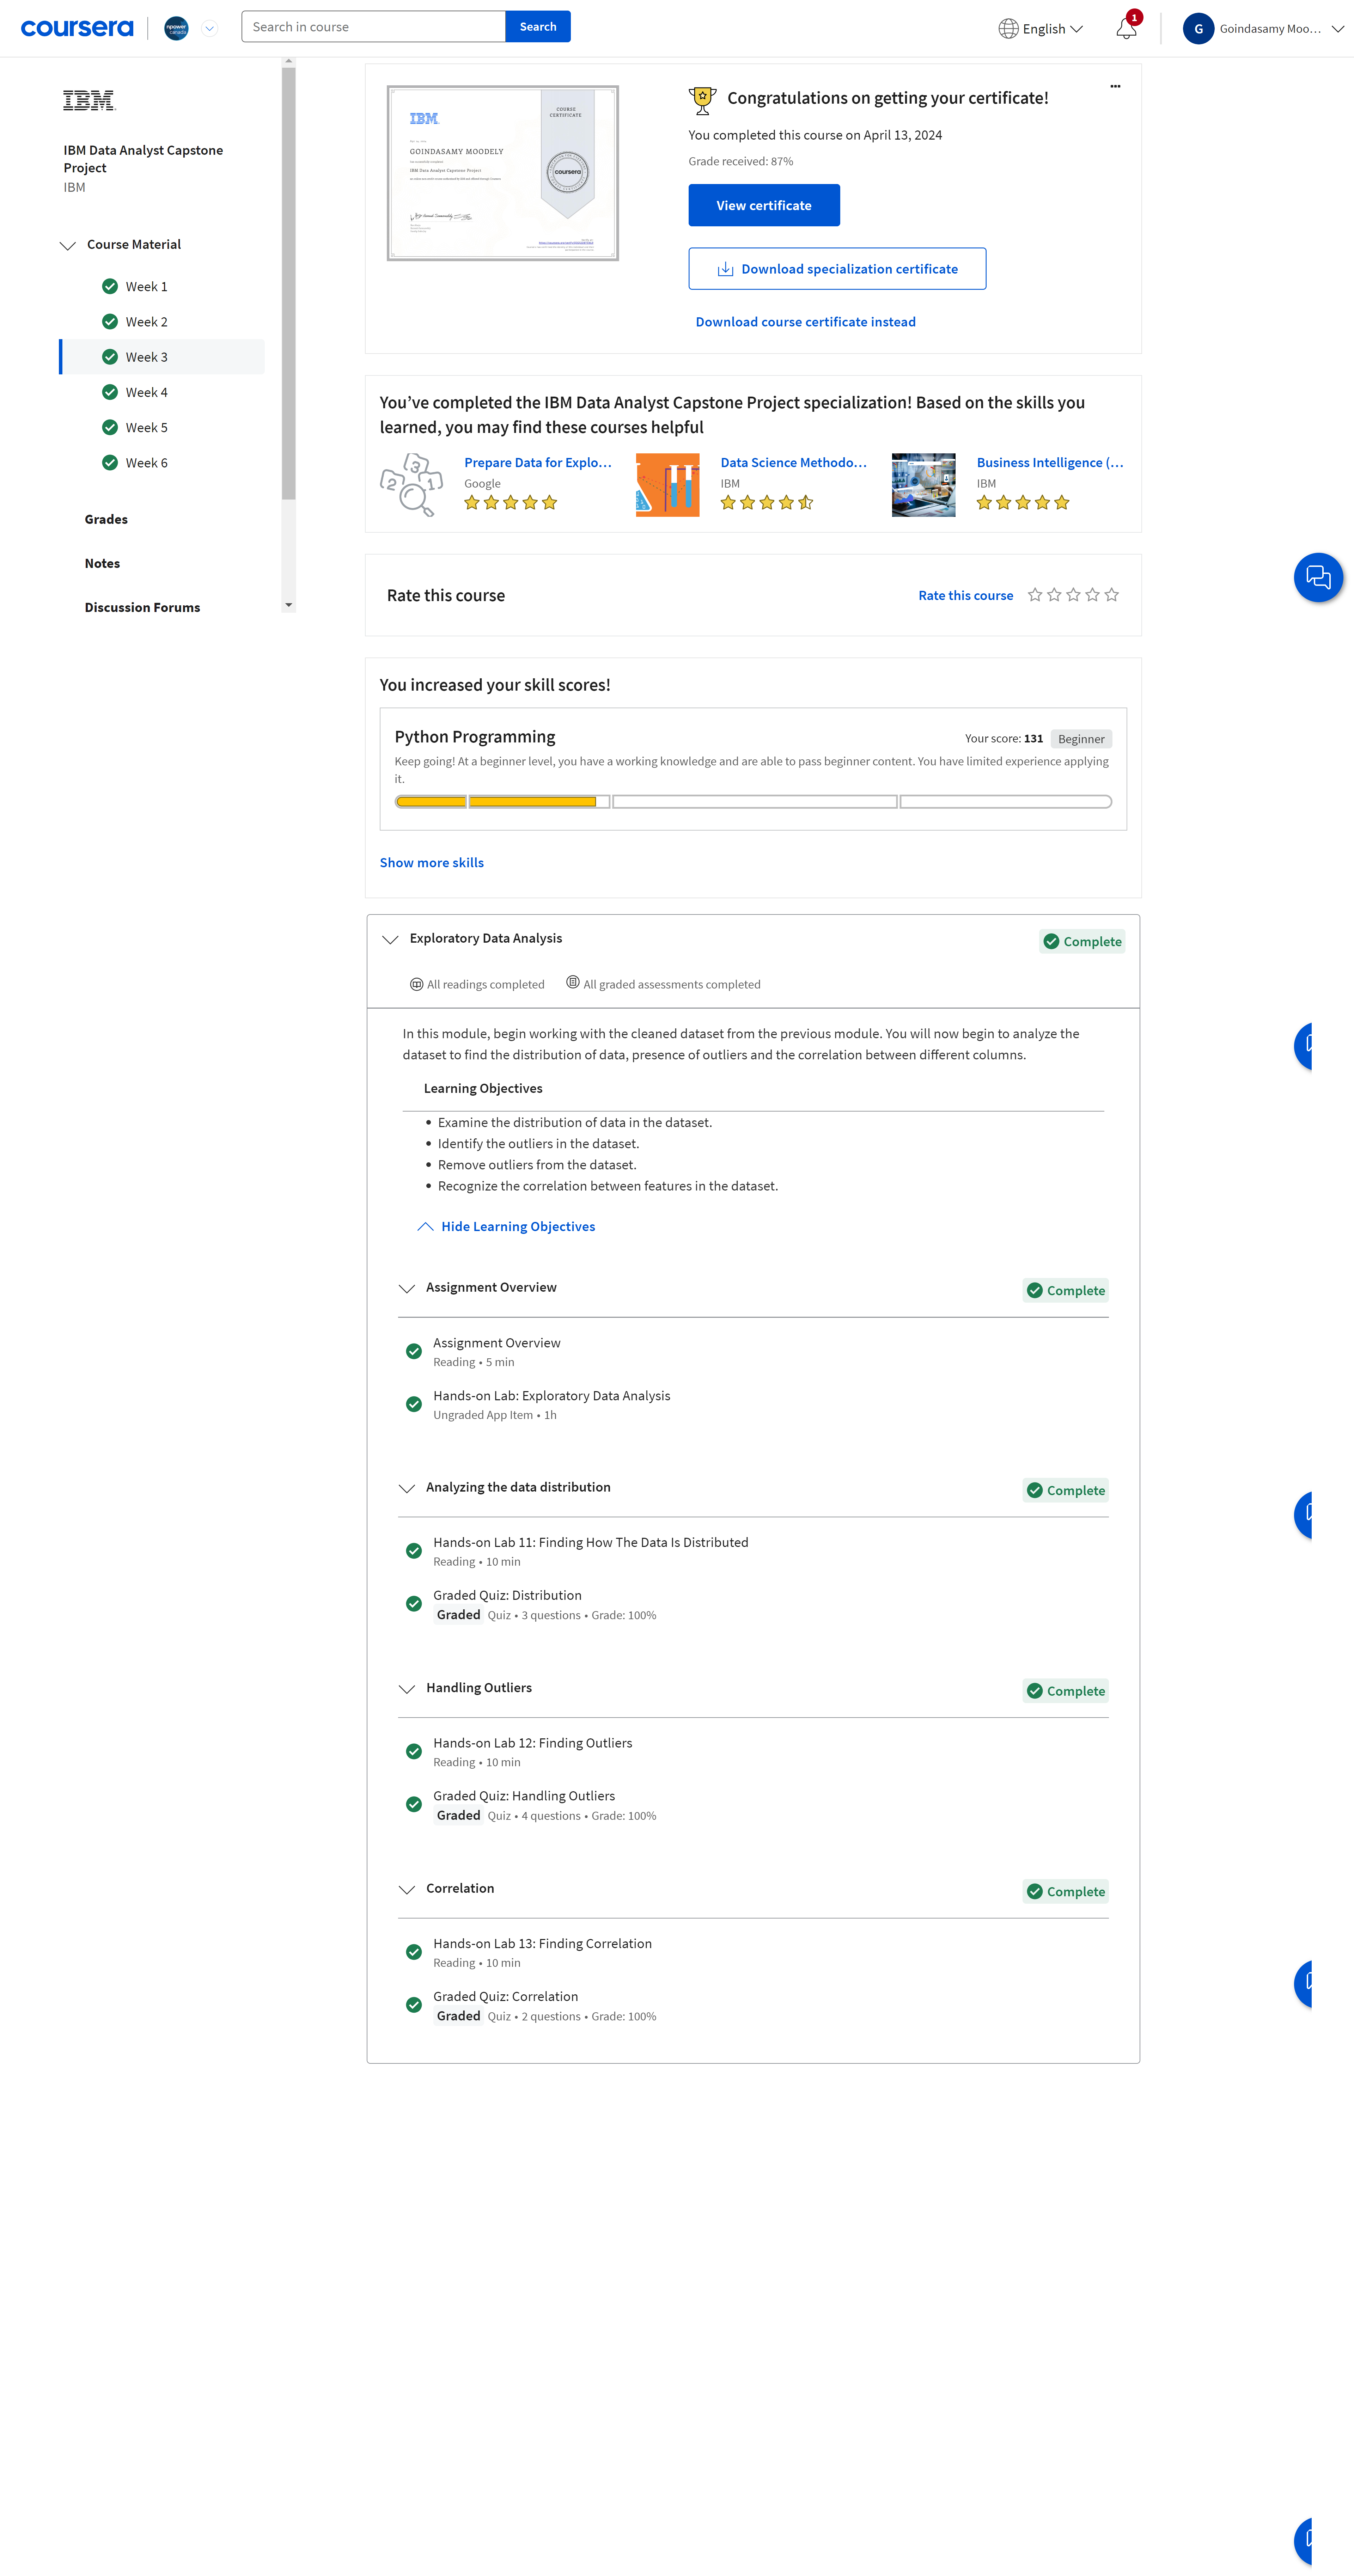 coursera
npower
canada
Search in course
Search
English
1
G
Goindasamy Moo...
IBM
IBM Data Analyst Capstone
Project
IBM
Course Material
Week 1
Week 2
Week 3
Week 4
Week 5
Week 6
Grades
Notes
Discussion Forums
IBM
COURSE
CERTIFICATE
GOINDASAMY MOODELY
IBM Data Analyst Capstone Project
coursera
Congratulations on getting your certificate!
You completed this course on April 13, 2024
Grade received: 87%
View certificate
Download specialization certificate
Download course certificate instead
You’ve completed the IBM Data Analyst Capstone Project specialization! Based on the skills you
learned, you may find these courses helpful
2 3 1
Prepare Data for Explo...
Google
Data Science Methodo...
IBM
Business Intelligence (...
IBM
Rate this course
Rate this course
You increased your skill scores!
Python Programming
Your score: 131 Beginner
Keep going! At a beginner level, you have a working knowledge and are able to pass beginner content. You have limited experience applying
it.
Show more skills
Exploratory Data Analysis
Complete
All readings completed
All graded assessments completed
In this module, begin working with the cleaned dataset from the previous module. You will now begin to analyze the
dataset to find the distribution of data, presence of outliers and the correlation between different columns.
Learning Objectives
• Examine the distribution of data in the dataset.
• Identify the outliers in the dataset.
• Remove outliers from the dataset.
• Recognize the correlation between features in the dataset.
Hide Learning Objectives
Assignment Overview
Complete
Assignment Overview
Reading • 5 min
Hands-on Lab: Exploratory Data Analysis
Ungraded App Item • 1h
Analyzing the data distribution
Complete
Hands-on Lab 11: Finding How The Data Is Distributed
Reading • 10 min
Graded Quiz: Distribution
Graded Quiz • 3 questions • Grade: 100%
Handling Outliers
Complete
Hands-on Lab 12: Finding Outliers
Reading • 10 min
Graded Quiz: Handling Outliers
Graded Quiz • 4 questions • Grade: 100%
Correlation
Complete
Hands-on Lab 13: Finding Correlation
Reading • 10 min
Graded Quiz: Correlation
Graded Quiz • 2 questions • Grade: 100%